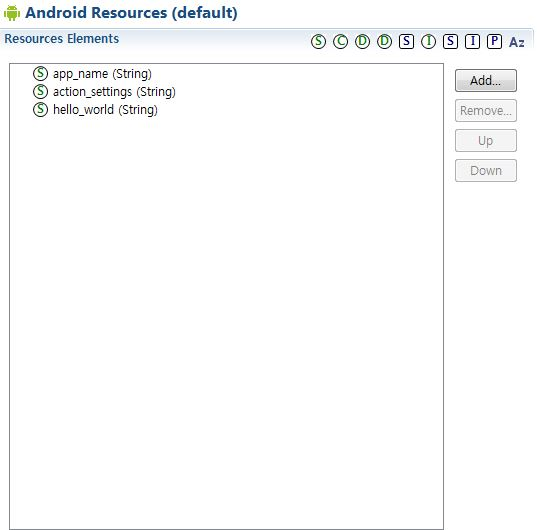 Android Resources (default)
Resources Elements
S C D D S I S I P Az
S app_name (String)
S action_settings (String)
S hello_world (String)
Add...
Remove...
Up
Down